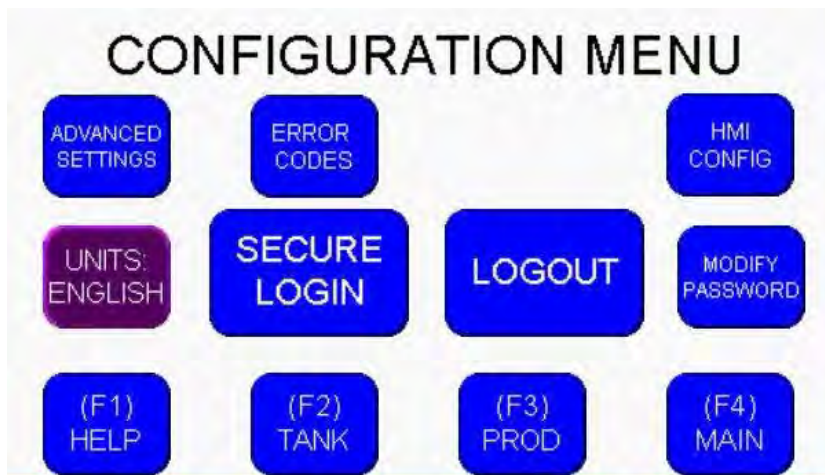 CONFIGURATION MENU
ADVANCED
SETTINGS
ERROR
CODES
HMI
CONFIG
UNITS:
ENGLISH
SECURE
LOGIN
LOGOUT
MODIFY
PASSWORD
(F1)
HELP
(F2)
TANK
(F3)
PROD
(F4)
MAIN